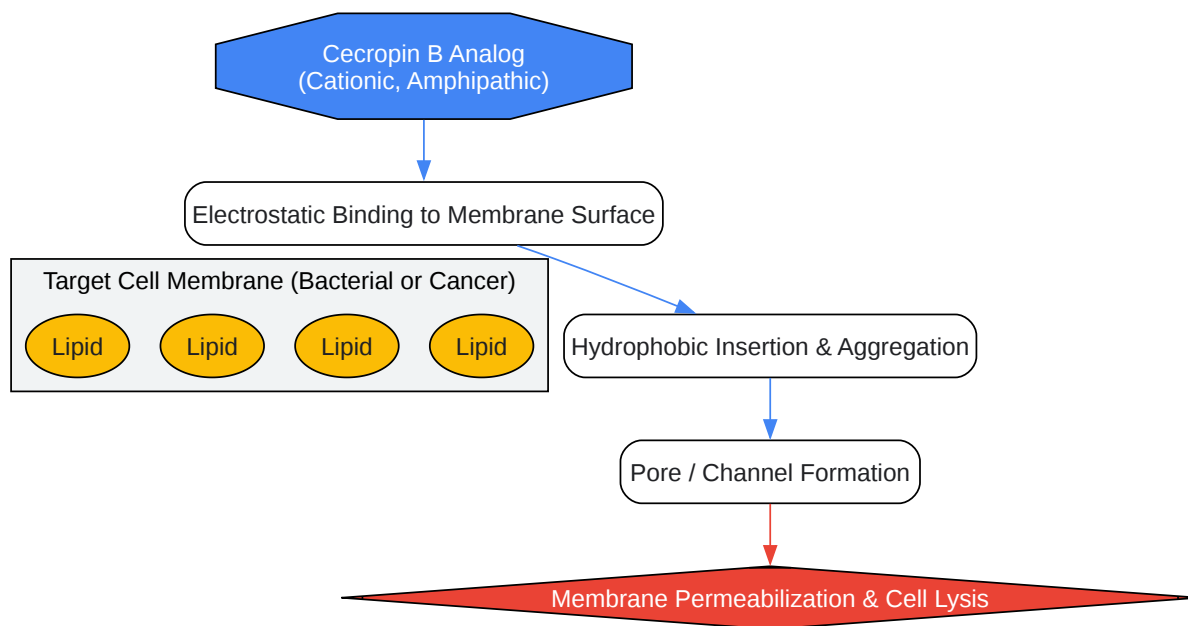 Cecropin B Analog
(Cationic, Amphipathic)
Electrostatic Binding to Membrane Surface
Target Cell Membrane (Bacterial or Cancer)
Lipid
Lipid
Lipid
Lipid
Hydrophobic Insertion & Aggregation
Pore / Channel Formation
Membrane Permeabilization & Cell Lysis